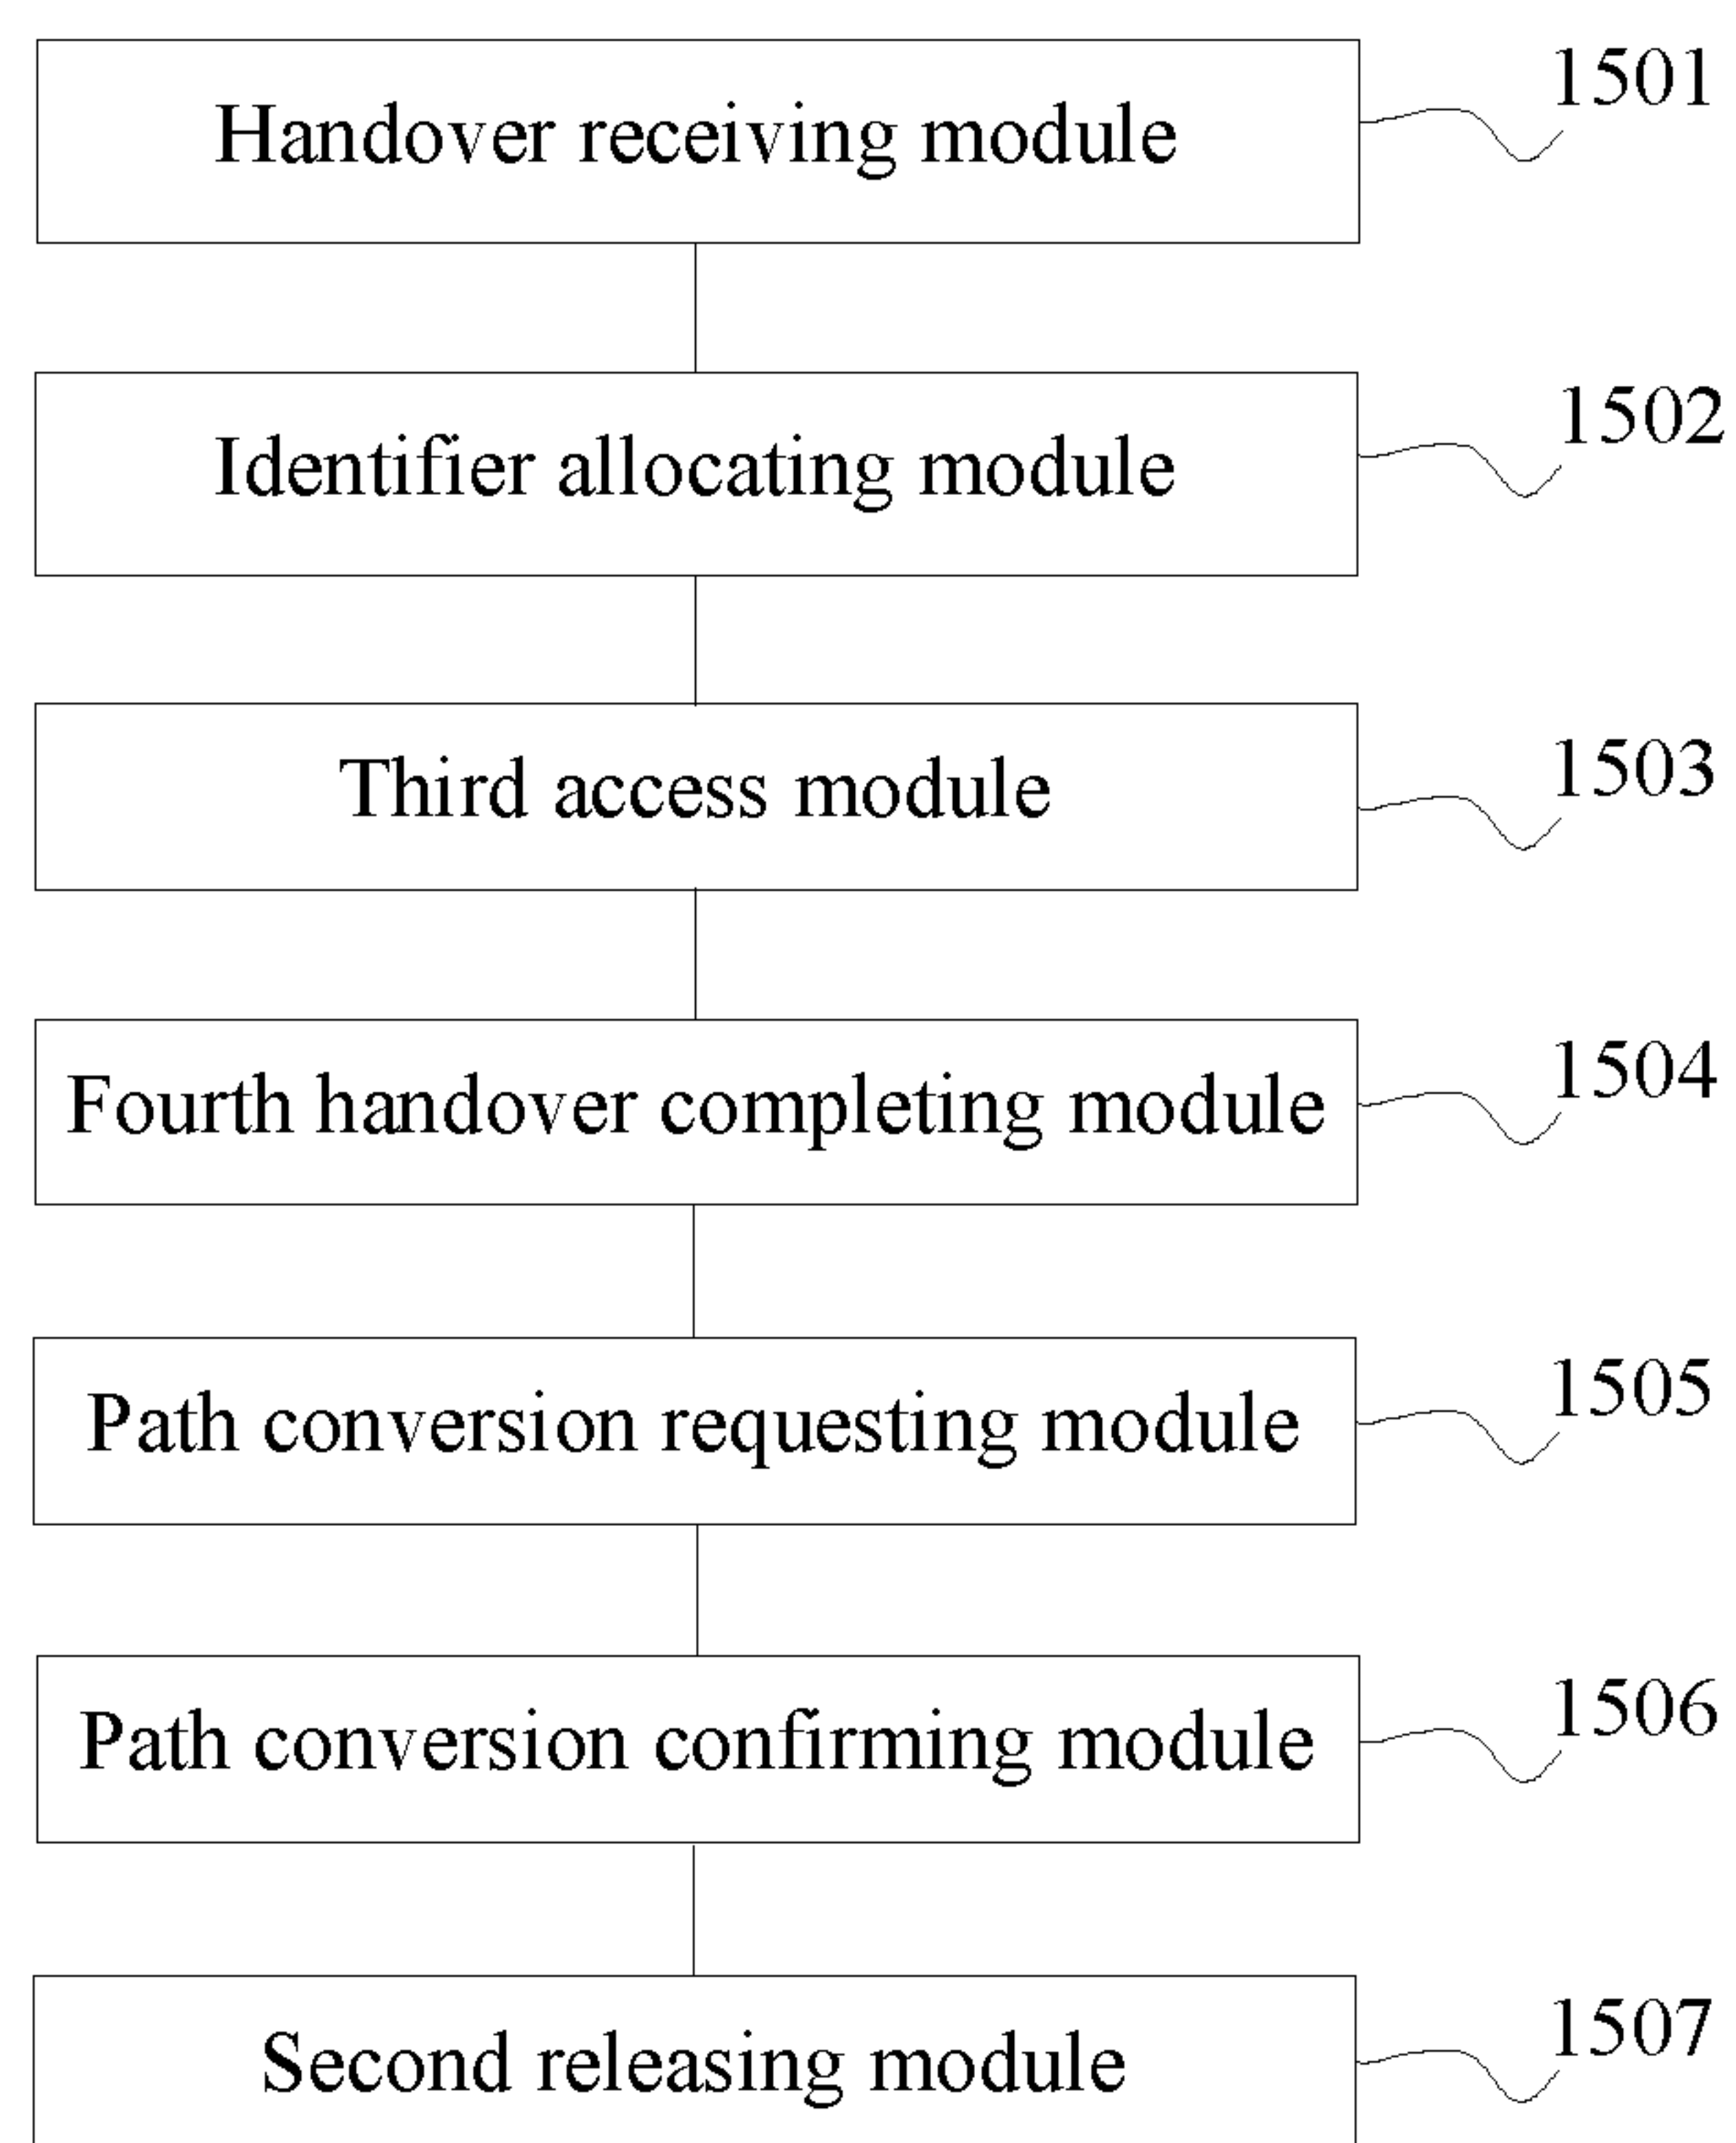 Handover receiving module
1501
Identifier allocating module
1502
Third access module
1503
Fourth handover completing module
1504
Path conversion requesting module
1505
Path conversion confirming module
1506
Second releasing module
1507